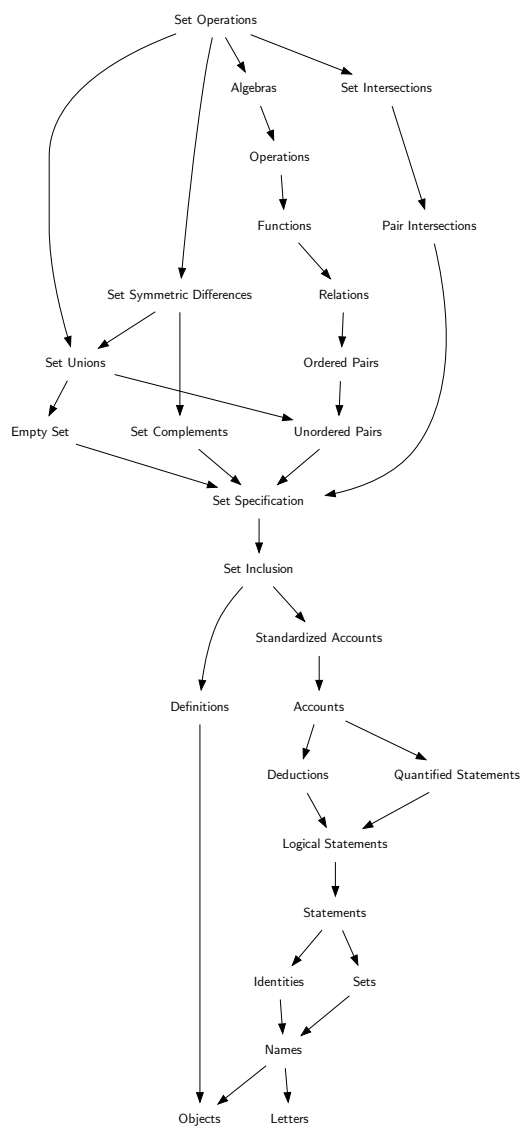 Set Operations
Algebras
Set Intersections
Operations
Functions
Pair Intersections
Set Symmetric Differences
Relations
Set Unions
Ordered Pairs
Empty Set
Set Complements
Unordered Pairs
Set Specification
Set Inclusion
Standardized Accounts
Definitions
Accounts
Deductions
Quantified Statements
Logical Statements
Statements
Identities
Sets
Names
Objects
Letters